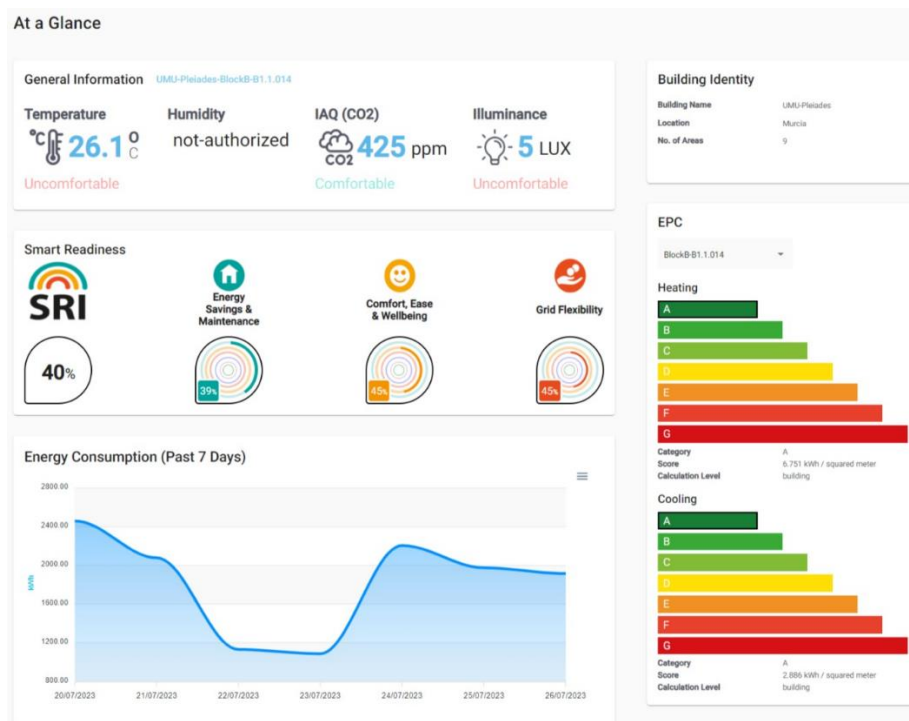 At a Glance
General Information UMU-Pleiades-BlockB-B1.1.014
Temperature
°C 26.1 °C
Uncomfortable
Humidity
not-authorized
IAQ (CO2)
CO2 425 ppm
Comfortable
Illuminance
5 LUX
Uncomfortable
Smart Readiness
SRI
40%
Energy
Savings &
Maintenance
39%
Comfort, Ease
& Wellbeing
45%
Grid Flexibility
45%
Energy Consumption (Past 7 Days)
kWh
2800.00
2400.00
2000.00
1600.00
1200.00
800.00
20/07/2023 21/07/2023 22/07/2023 23/07/2023 24/07/2023 25/07/2023 26/07/2023
Building Identity
Building Name UMU-Pleiades
Location Murcia
No. of Areas 9
EPC
BlockB-B1.1.014
Heating
A
B
C
D
E
F
G
Category A
Score 6.751 kWh / squared meter
Calculation Level building
Cooling
A
B
C
D
E
F
G
Category A
Score 2.886 kWh / squared meter
Calculation Level building